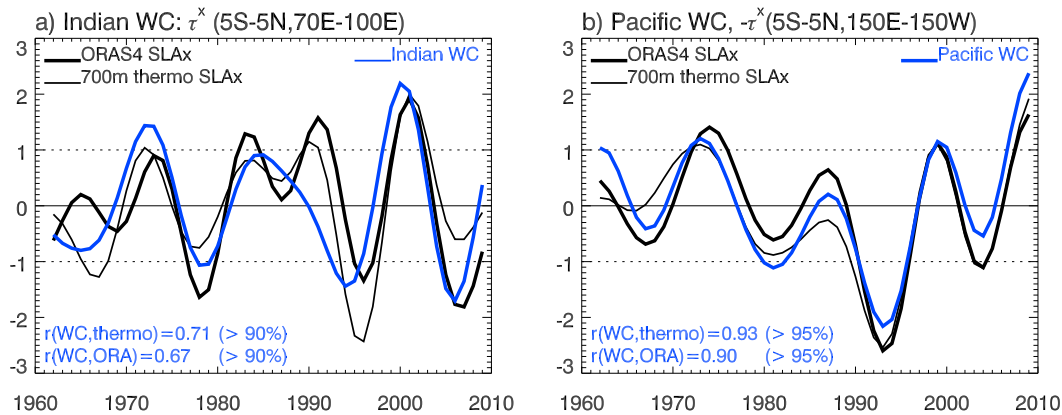 a) Indian WC: τˣ (5S-5N,70E-100E)
ORAS4 SLAx
700m thermo SLAx
Indian WC
3
2
1
0
-1
-2
-3
r(WC,thermo)=0.71 (> 90%)
r(WC,ORA)=0.67 (> 90%)
1960 1970 1980 1990 2000 2010
b) Pacific WC, -τˣ(5S-5N,150E-150W)
ORAS4 SLAx
700m thermo SLAx
Pacific WC
3
2
1
0
-1
-2
-3
r(WC,thermo)=0.93 (> 95%)
r(WC,ORA)=0.90 (> 95%)
1960 1970 1980 1990 2000 2010